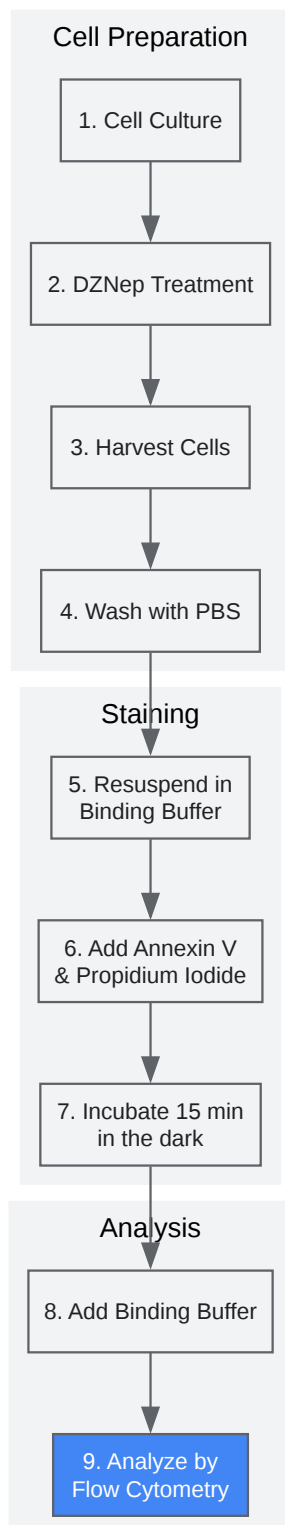 Cell Preparation
1. Cell Culture
2. DZNep Treatment
3. Harvest Cells
4. Wash with PBS
Staining
5. Resuspend in
Binding Buffer
6. Add Annexin V
& Propidium Iodide
7. Incubate 15 min
in the dark
Analysis
8. Add Binding Buffer
9. Analyze by
Flow Cytometry